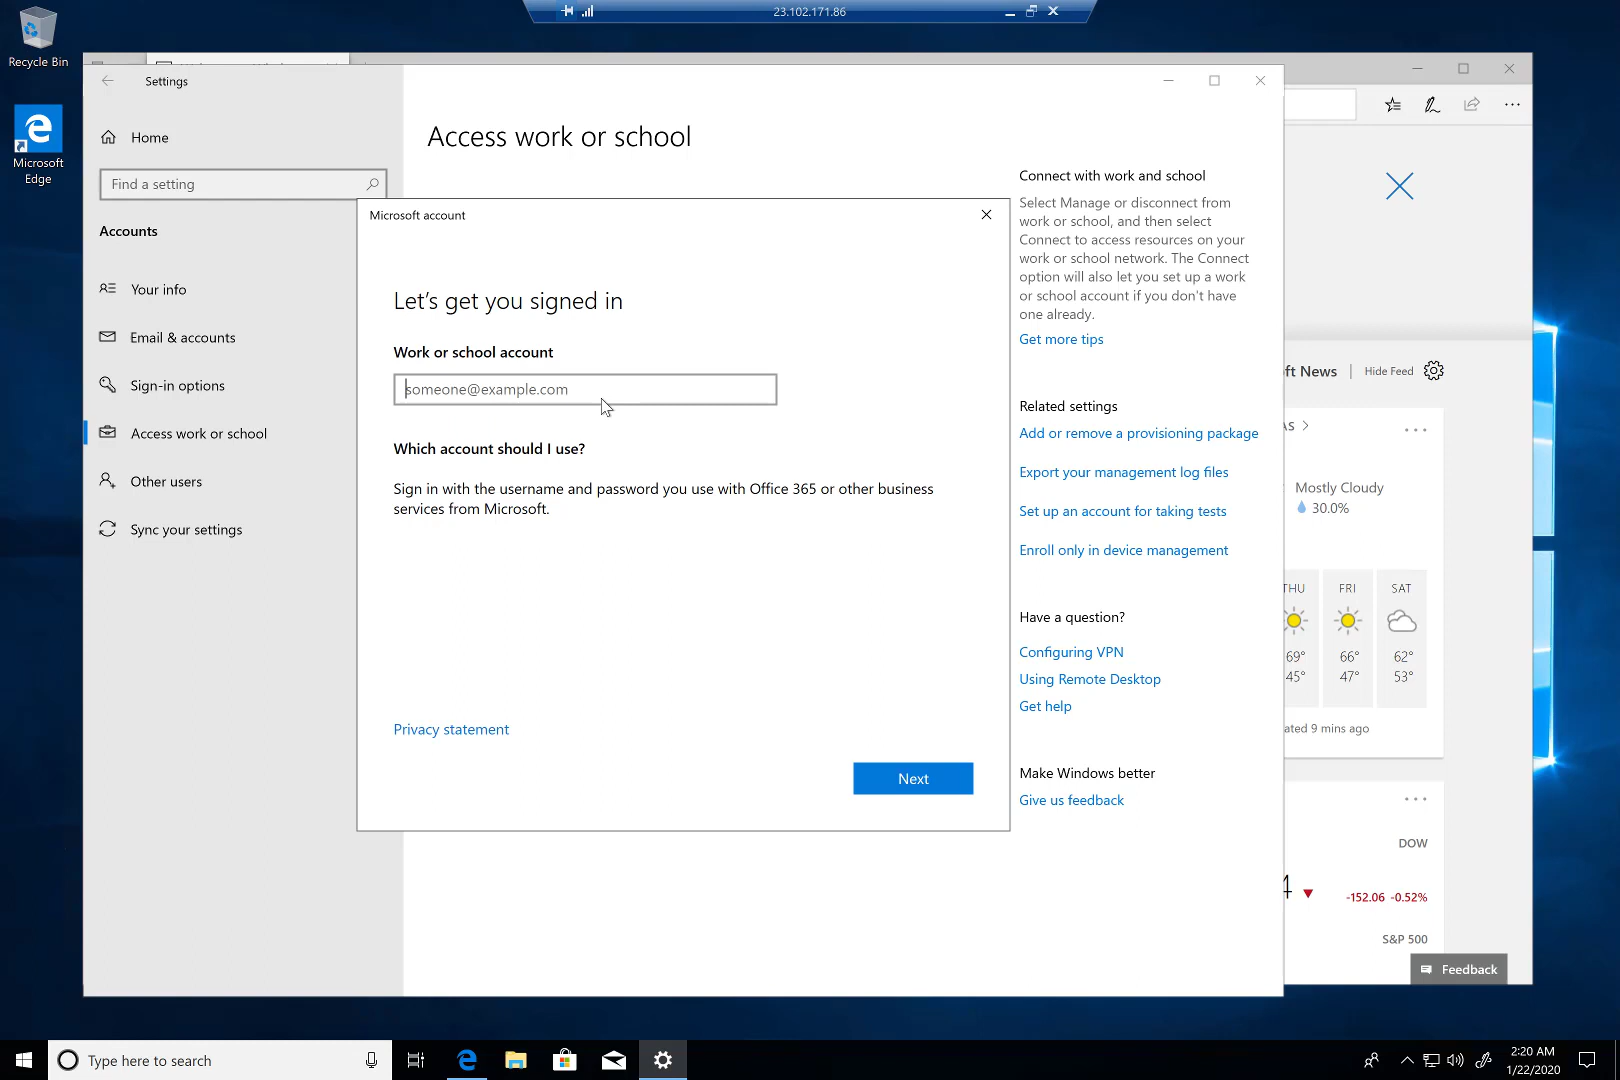 23.102.171.86
Recycle Bin
Microsoft
Edge
Settings
Home
Find a setting
Accounts
Your info
Email & accounts
Sign-in options
Access work or school
Other users
Sync your settings
Access work or school
Microsoft account
Let's get you signed in
Work or school account
someone@example.com
Which account should I use?
Sign in with the username and password you use with Office 365 or other business
services from Microsoft.
Privacy statement
Next
Connect with work and school
Select Manage or disconnect from
work or school, and then select
Connect to access resources on your
work or school network. The Connect
option will also let you set up a work
or school account if you don't have
one already.
Get more tips
Related settings
Add or remove a provisioning package
Export your management log files
Set up an account for taking tests
Enroll only in device management
Have a question?
Configuring VPN
Using Remote Desktop
Get help
Make Windows better
Give us feedback
ft News | Hide Feed
AS
Mostly Cloudy
30.0%
THU FRI SAT
69° 66° 62°
45° 47° 53°
ated 9 mins ago
DOW
4 -152.06 -0.52%
S&P 500
Feedback
Type here to search
2:20 AM
1/22/2020